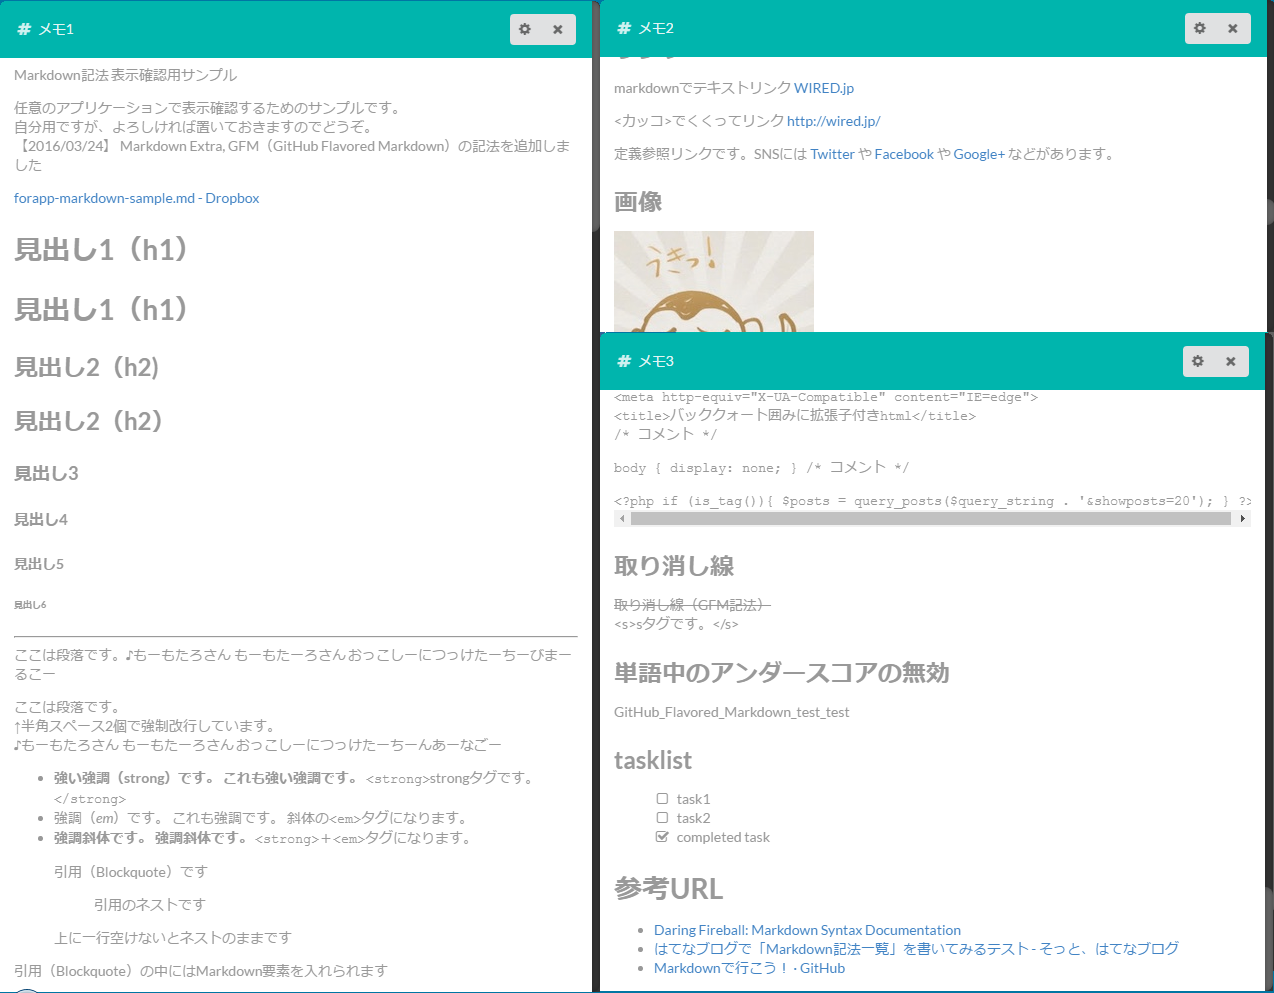 # メモ1
Markdown記法 表示確認用サンプル
任意のアプリケーションで表示確認するためのサンプルです。
自分用ですが、よろしければ置いておきますのでどうぞ。
【2016/03/24】 Markdown Extra, GFM（GitHub Flavored Markdown）の記法を追加しま
した
forapp-markdown-sample.md - Dropbox
見出し1（h1）
見出し1（h1）
見出し2（h2)
見出し2（h2）
見出し3
見出し4
見出し5
見出し6
ここは段落です。♪もーもたろさん もーもたーろさん おっこしーにつっけたーちーびまー
るこー
ここは段落です。
↑半角スペース2個で強制改行しています。
♪もーもたろさん もーもたーろさん おっこしーにつっけたーちーんあーなごー
• 強い強調（strong）です。 これも強い強調です。 <strong>strongタグです。
</strong>
• 強調（em）です。 これも強調です。 斜体の<em>タグになります。
• 強調斜体です。 強調斜体です。 <strong>＋<em>タグになります。
引用（Blockquote）です
引用のネストです
上に一行空けないとネストのままです
引用（Blockquote）の中にはMarkdown要素を入れられます
# メモ2
markdownでテキストリンク WIRED.jp
<カッコ>でくくってリンク http://wired.jp/
定義参照リンクです。SNSには Twitter や Facebook や Google+ などがあります。
画像
うきっ！
# メモ3
<meta http-equiv="X-UA-Compatible" content="IE=edge">
<title>バッククォート囲みに拡張子付きhtml</title>
/* コメント */
body { display: none; } /* コメント */
<?php if (is_tag()){ $posts = query_posts($query_string . '&showposts=20'); } ?>
取り消し線
取り消し線（GFM記法）
<s>sタグです。</s>
単語中のアンダースコアの無効
GitHub_Flavored_Markdown_test_test
tasklist
task1
task2
completed task
参考URL
• Daring Fireball: Markdown Syntax Documentation
• はてなブログで「Markdown記法一覧」を書いてみるテスト - そっと、はてなブログ
• Markdownで行こう！ · GitHub